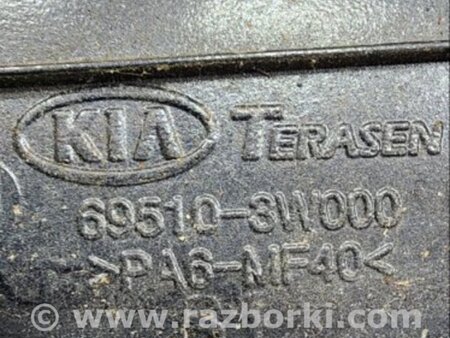 KIA TERASEN
69510-3W000
>PA6-MF40<
www.razborki.com